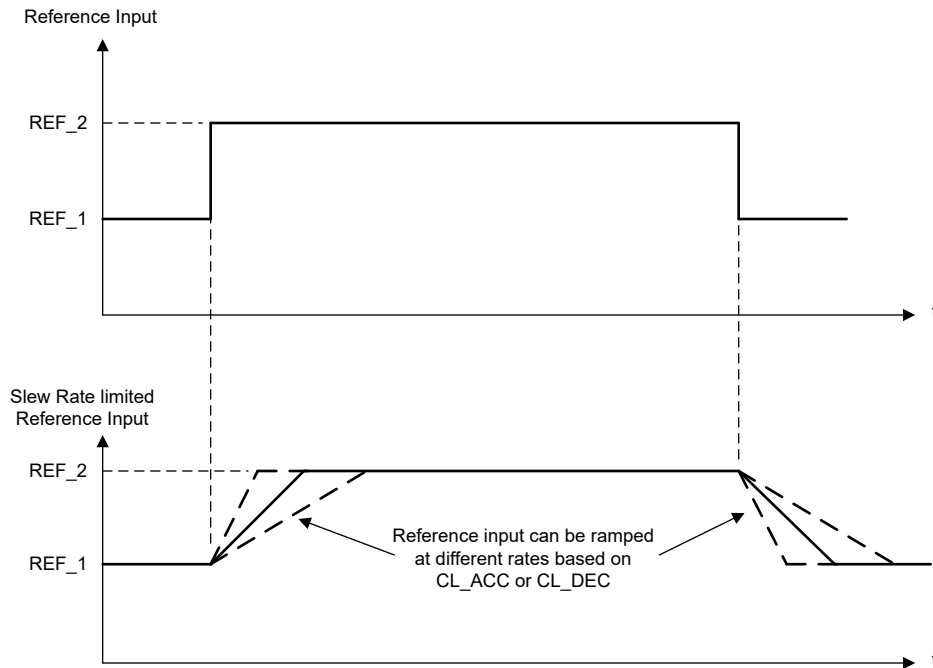 Reference Input
REF_2
REF_1
Slew Rate limited
Reference Input
REF_2
REF_1
Reference input can be ramped
at different rates based on
CL_ACC or CL_DEC